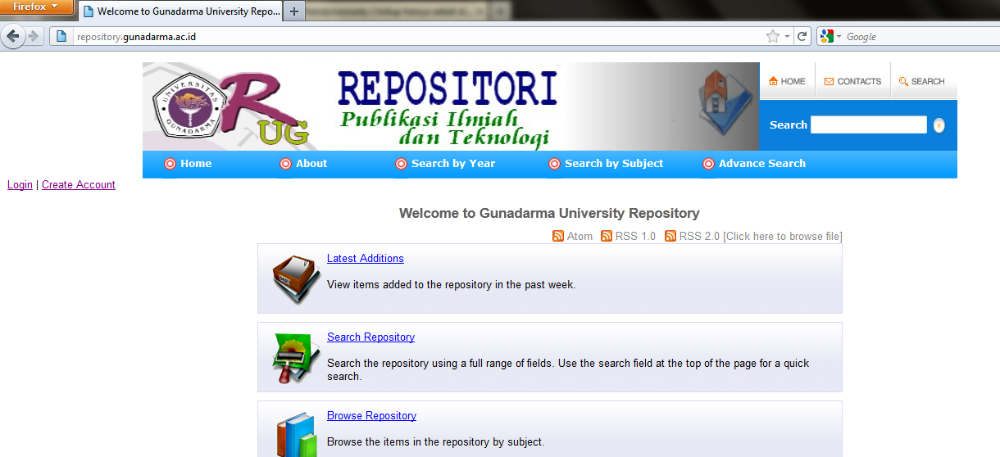 Firefox
Welcome to Gunadarma University Repo...
repository.gunadarma.ac.id
Google
UNIVERSITAS GUNADARMA
R UG
REPOSITORI
Publikasi Ilmiah
dan Teknologi
HOME CONTACTS SEARCH
Search
Home About Search by Year Search by Subject Advance Search
Login | Create Account
Welcome to Gunadarma University Repository
Atom RSS 1.0 RSS 2.0 [Click here to browse file]
Latest Additions
View items added to the repository in the past week.
Search Repository
Search the repository using a full range of fields. Use the search field at the top of the page for a quick
search.
Browse Repository
Browse the items in the repository by subject.